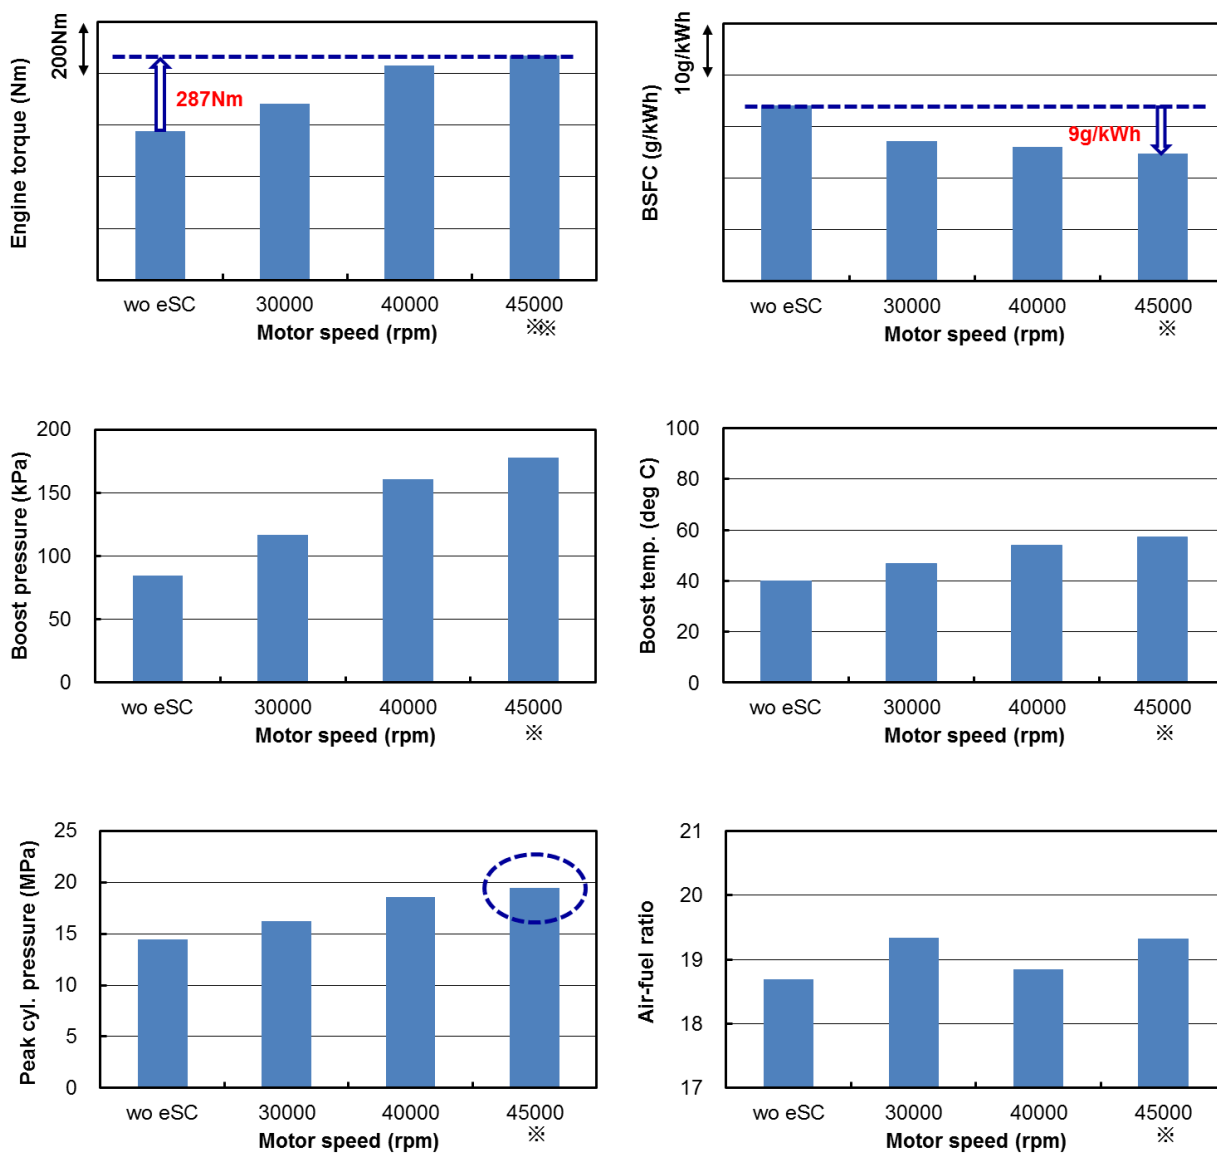 Engine torque (Nm)
200Nm
287Nm
wo eSC 30000 40000 45000
※※
Motor speed (rpm)
BSFC (g/kWh)
10g/kWh
9g/kWh
wo eSC 30000 40000 45000
※
Motor speed (rpm)
Boost pressure (kPa)
200
150
100
50
0
wo eSC 30000 40000 45000
※
Motor speed (rpm)
Boost temp. (deg C)
100
80
60
40
20
0
wo eSC 30000 40000 45000
※
Motor speed (rpm)
Peak cyl. pressure (MPa)
25
20
15
10
5
0
wo eSC 30000 40000 45000
※
Motor speed (rpm)
Air-fuel ratio
21
20
19
18
17
wo eSC 30000 40000 45000
※
Motor speed (rpm)